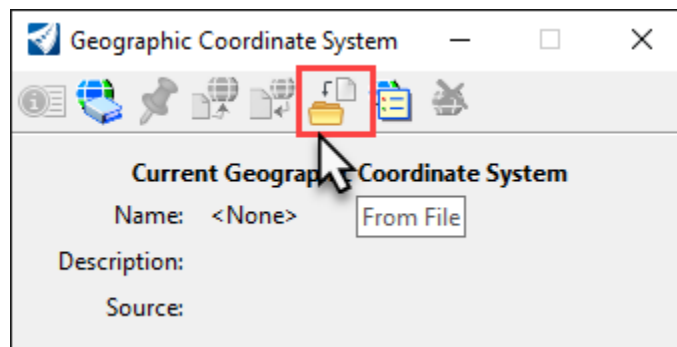 Geographic Coordinate System
Current Geograp Coordinate System
Name: <None>
From File
Description:
Source: